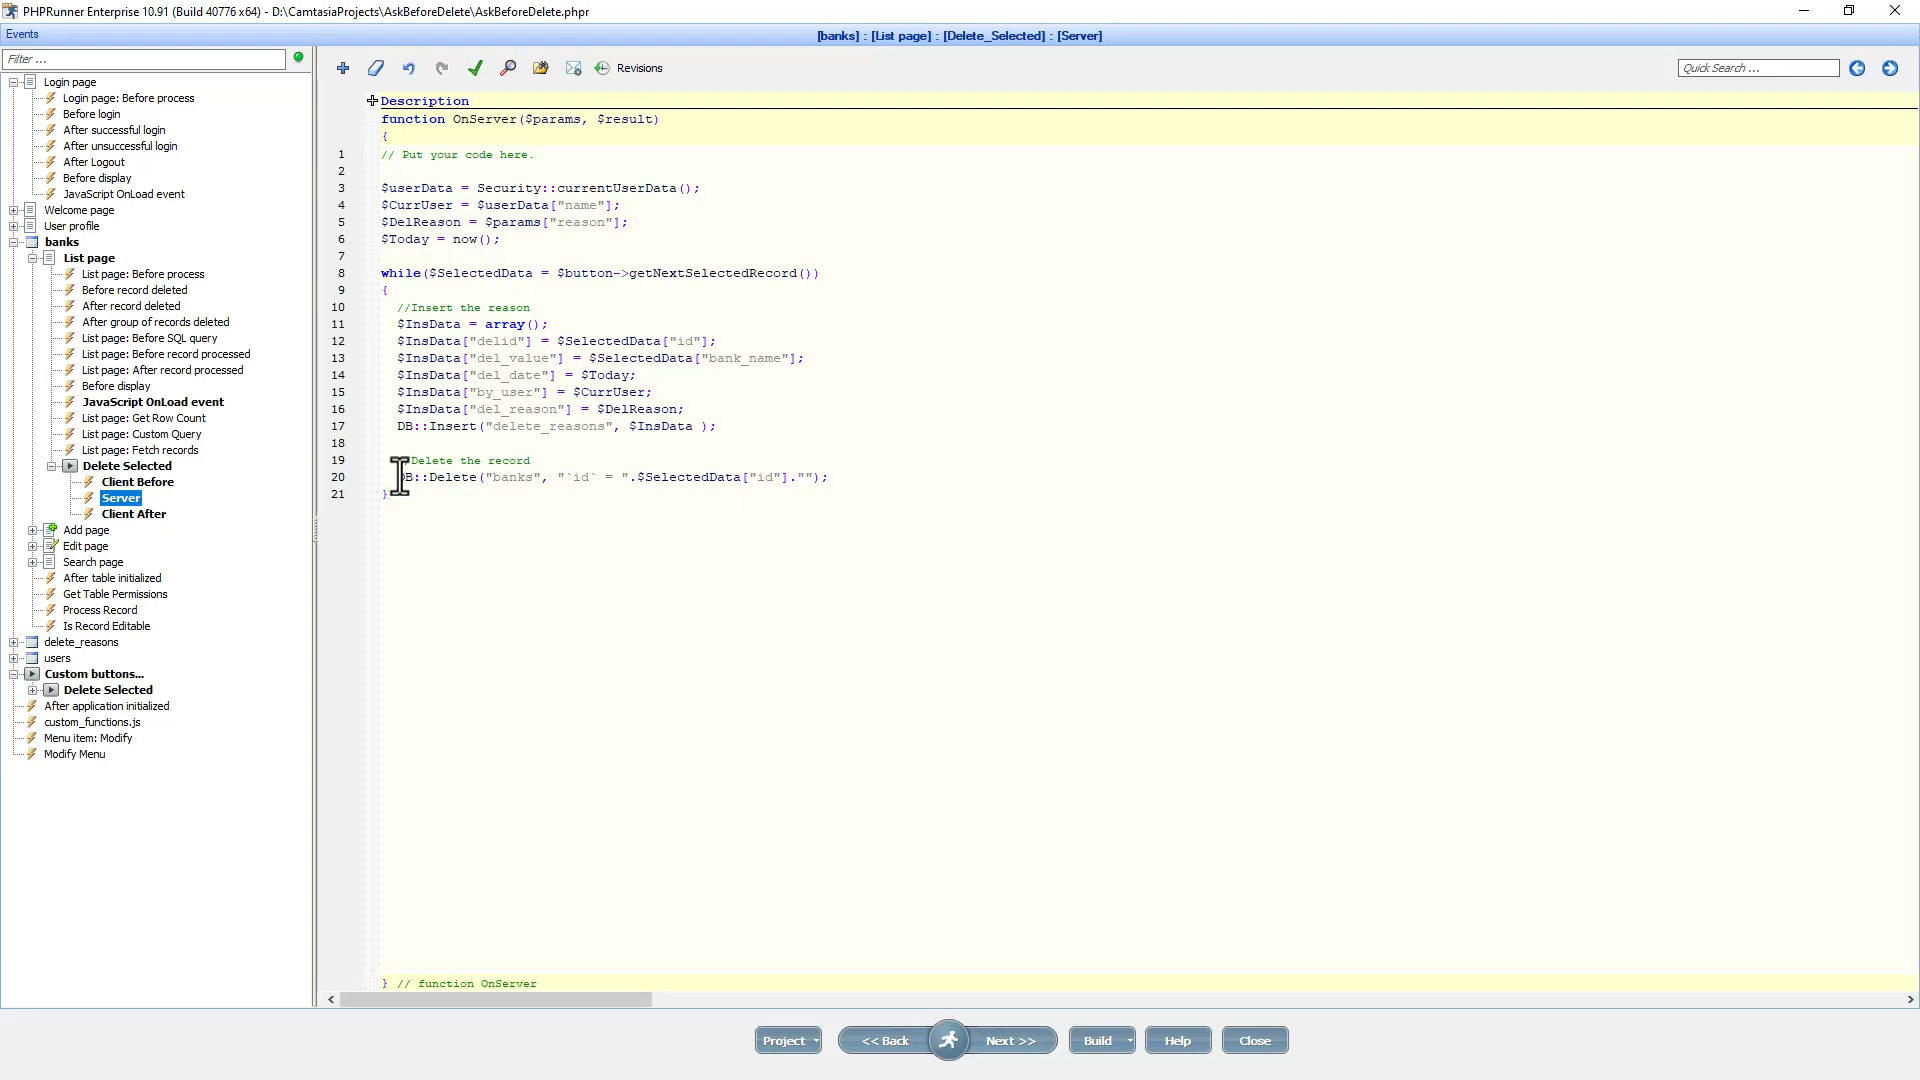 PHPRunner Enterprise 10.91 (Build 40776 x64) - D:\CamtasiaProjects\AskBeforeDelete\AskBeforeDelete.phpr
Events
[banks] : [List page] : [Delete_Selected] : [Server]
Filter ...
Revisions
Quick Search ...
Login page
Login page: Before process
Before login
After successful login
After unsuccessful login
After Logout
Before display
JavaScript OnLoad event
Welcome page
User profile
banks
List page
List page: Before process
Before record deleted
After record deleted
After group of records deleted
List page: Before SQL query
List page: Before record processed
List page: After record processed
Before display
JavaScript OnLoad event
List page: Get Row Count
List page: Custom Query
List page: Fetch records
Delete Selected
Client Before
Server
Client After
Add page
Edit page
Search page
After table initialized
Get Table Permissions
Process Record
Is Record Editable
delete_reasons
users
Custom buttons...
Delete Selected
After application initialized
custom_functions.js
Menu item: Modify
Modify Menu
Description
function OnServer($params, $result)
{
1 // Put your code here.
2
3 $userData = Security::currentUserData();
4 $CurrUser = $userData["name"];
5 $DelReason = $params["reason"];
6 $Today = now();
7
8 while($SelectedData = $button->getNextSelectedRecord())
9 {
10 //Insert the reason
11 $InsData = array();
12 $InsData["delid"] = $SelectedData["id"];
13 $InsData["del_value"] = $SelectedData["bank_name"];
14 $InsData["del_date"] = $Today;
15 $InsData["by_user"] = $CurrUser;
16 $InsData["del_reason"] = $DelReason;
17 DB::Insert("delete_reasons", $InsData );
18
19 Delete the record
20 DB::Delete("banks", "`id` = ".$SelectedData["id"]."");
21 }
} // function OnServer
Project
<< Back
Next >>
Build
Help
Close